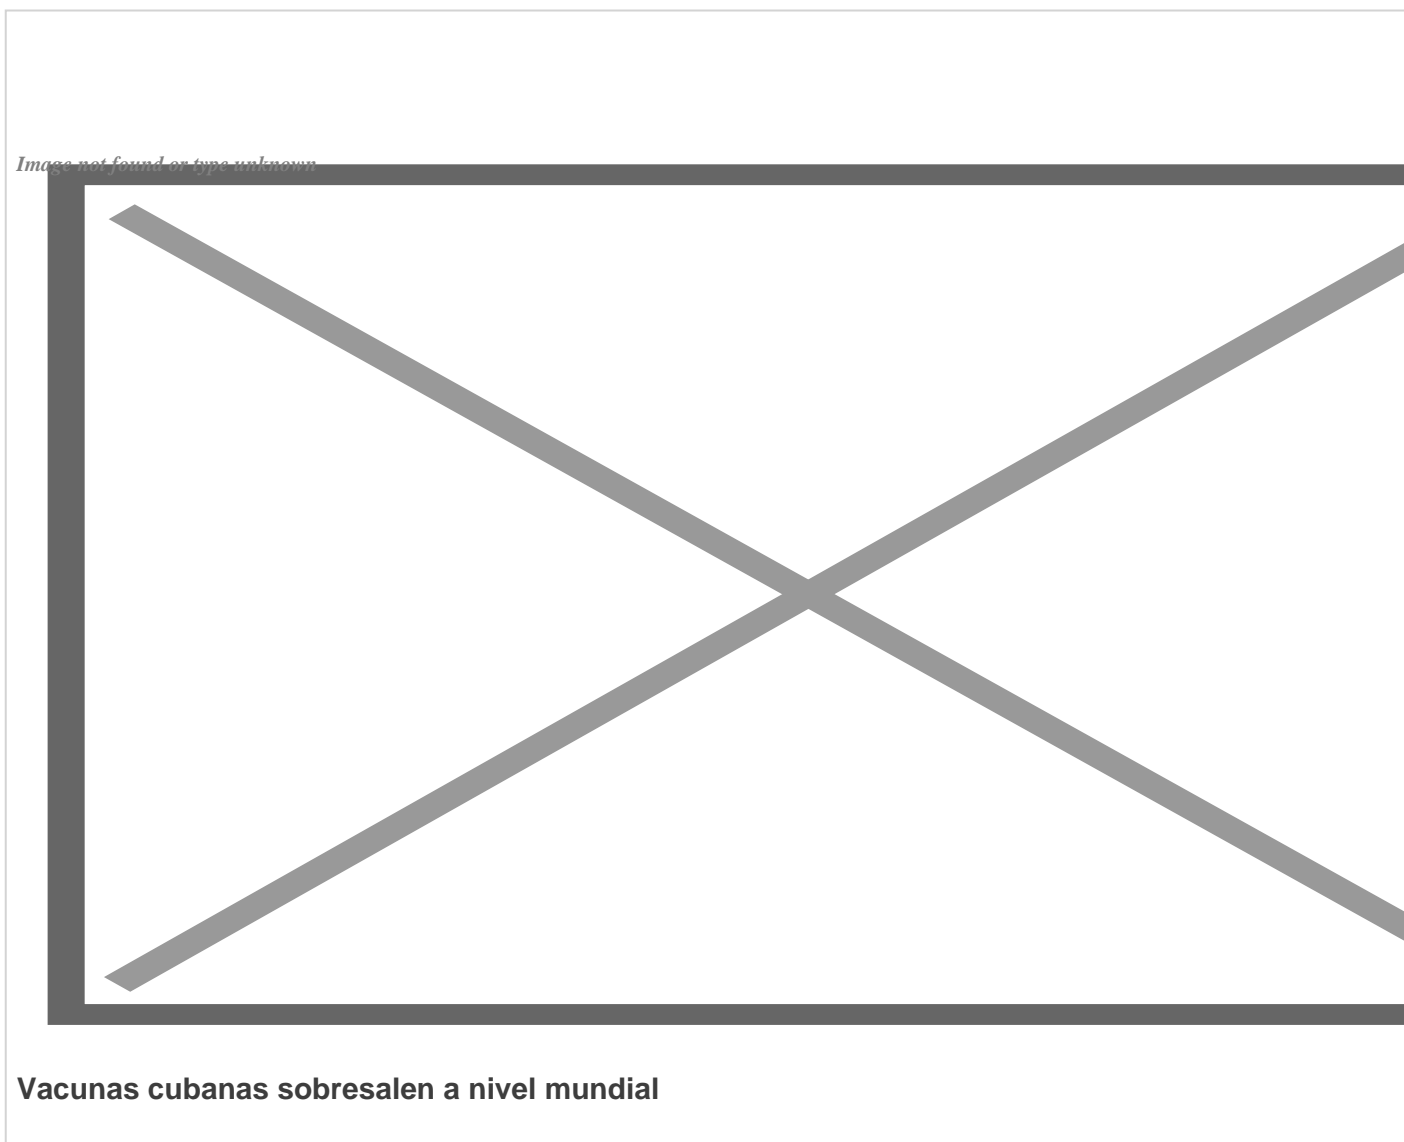 Image not found or type unknown
Vacunas cubanas sobresalen a nivel mundial